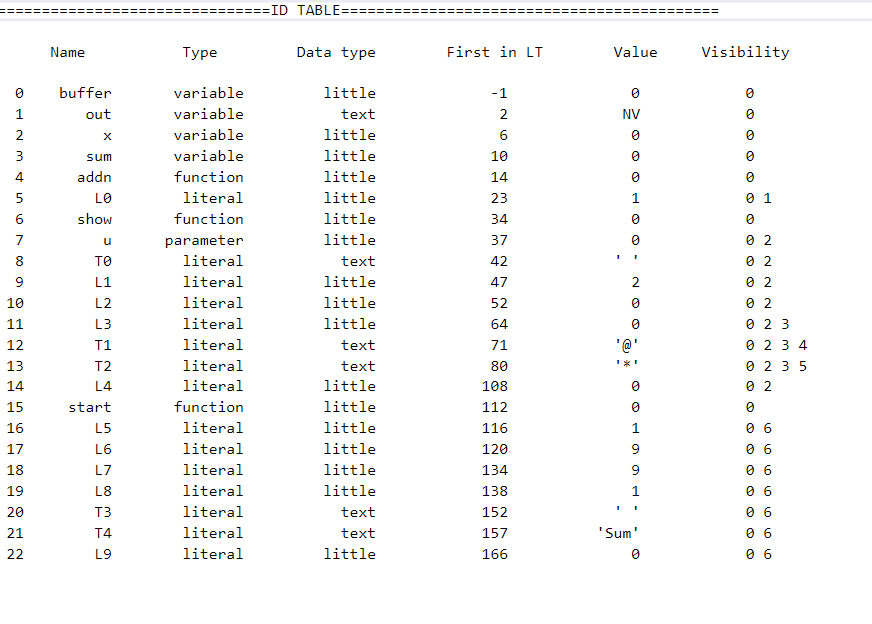 ===============================ID TABLE===========================================
Name Type Data type First in LT Value Visibility
0 buffer variable little -1 0 0
1 out variable text 2 NV 0
2 x variable little 6 0 0
3 sum variable little 10 0 0
4 addn function little 14 0 0
5 L0 literal little 23 1 0 1
6 show function little 34 0 0
7 u parameter little 37 0 0 2
8 T0 literal text 42 ' ' 0 2
9 L1 literal little 47 2 0 2
10 L2 literal little 52 0 0 2
11 L3 literal little 64 0 0 2 3
12 T1 literal text 71 '@' 0 2 3 4
13 T2 literal text 80 '*' 0 2 3 5
14 L4 literal little 108 0 0 2
15 start function little 112 0 0
16 L5 literal little 116 1 0 6
17 L6 literal little 120 9 0 6
18 L7 literal little 134 9 0 6
19 L8 literal little 138 1 0 6
20 T3 literal text 152 ' ' 0 6
21 T4 literal text 157 'Sum' 0 6
22 L9 literal little 166 0 0 6